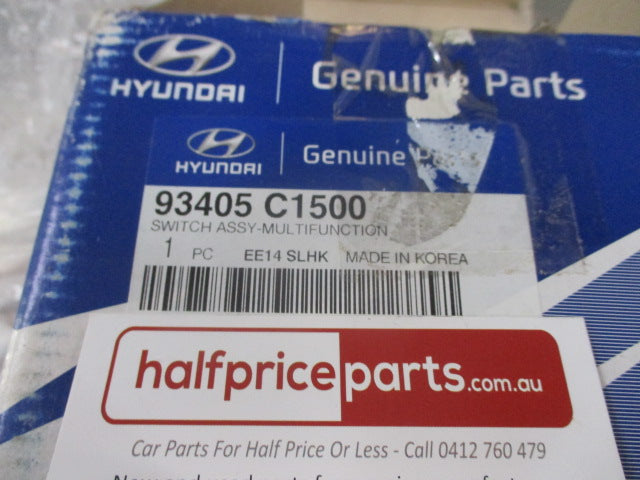 HYUNDAI | Genuine Parts
HYUNDAI | Genuine Parts
93405 C1500
SWITCH ASSY-MULTIFUNCTION
1 PC EE14 SLHK MADE IN KOREA
halfpriceparts.com.au
Car Parts For Half Price Or Less - Call 0412 760 479